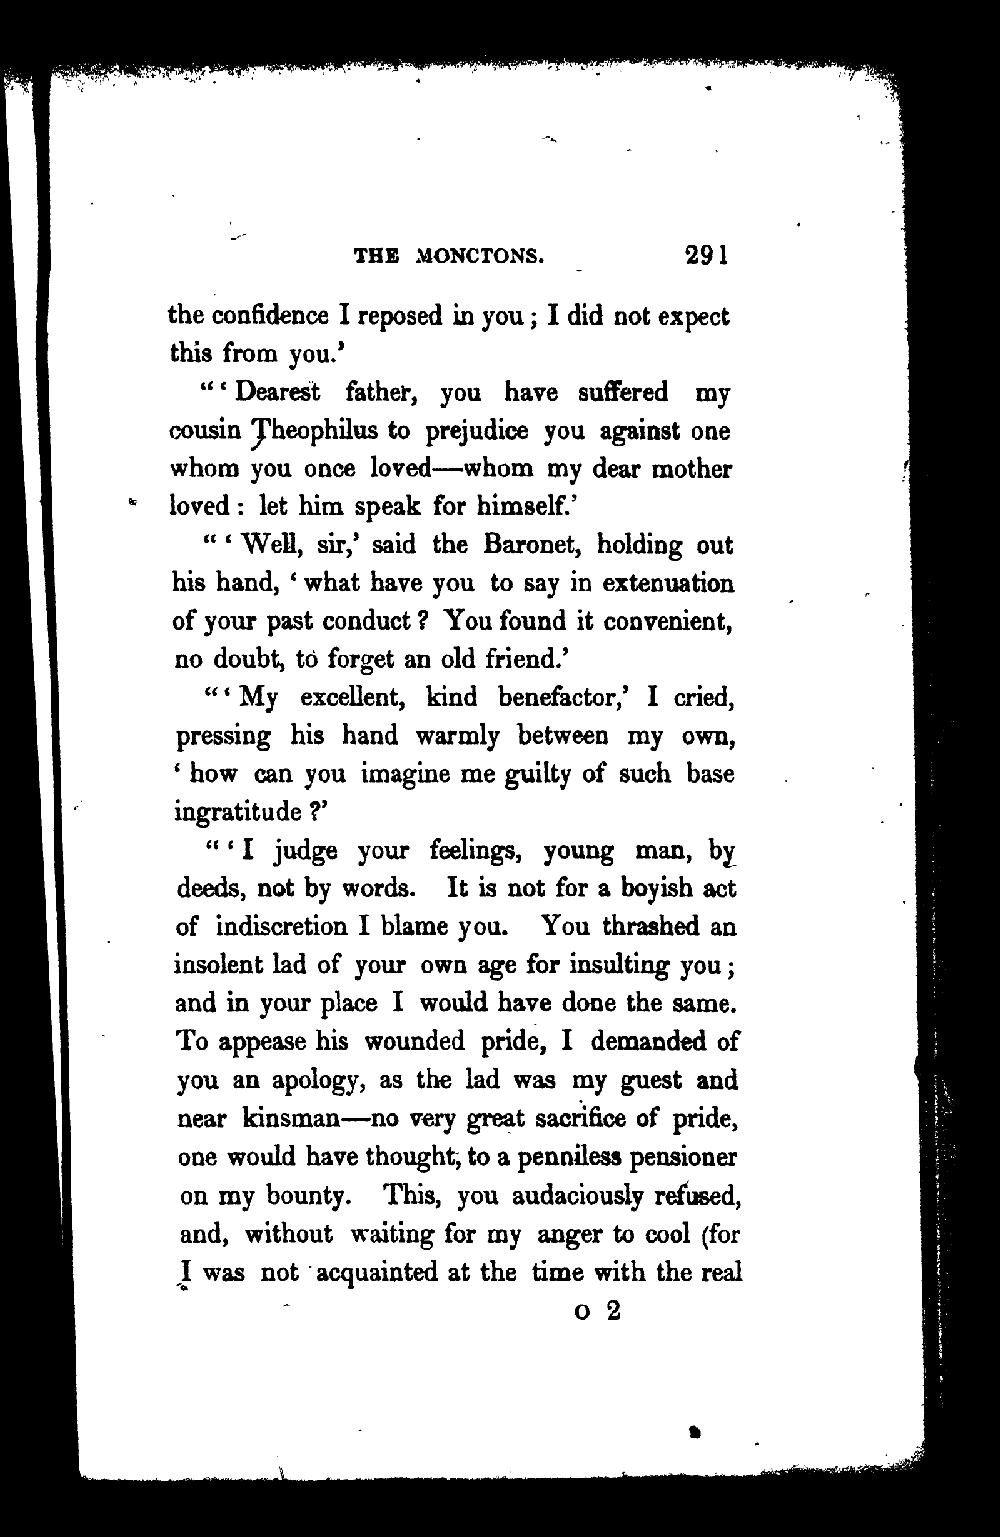 THE MONCTONS. 291
the confidence I reposed in you; I did not expect
this from you.’
“‘Dearest father, you have suffered my
cousin Theophilus to prejudice you against one
whom you once loved—whom my dear mother
loved: let him speak for himself.’
“‘Well, sir,’ said the Baronet, holding out
his hand, ‘what have you to say in extenuation
of your past conduct? You found it convenient,
no doubt, to forget an old friend.’
“‘My excellent, kind benefactor,’ I cried,
pressing his hand warmly between my own,
‘how can you imagine me guilty of such base
ingratitude?’
“‘I judge your feelings, young man, by
deeds, not by words. It is not for a boyish act
of indiscretion I blame you. You thrashed an
insolent lad of your own age for insulting you;
and in your place I would have done the same.
To appease his wounded pride, I demanded of
you an apology, as the lad was my guest and
near kinsman—no very great sacrifice of pride,
one would have thought, to a penniless pensioner
on my bounty. This, you audaciously refused,
and, without waiting for my anger to cool (for
I was not acquainted at the time with the real
O 2